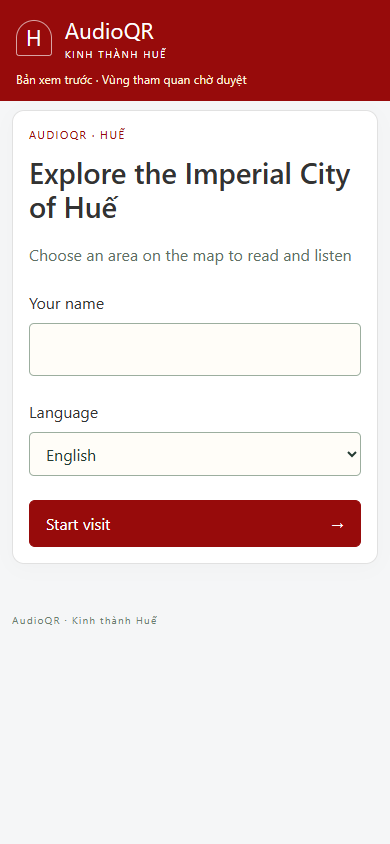 H
AudioQR
KINH THÀNH HUẾ
Bản xem trước · Vùng tham quan chờ duyệt
AUDIOQR · HUẾ
Explore the Imperial City
of Huế
Choose an area on the map to read and listen
Your name
Language
English
Start visit →
AudioQR · Kinh thành Huế